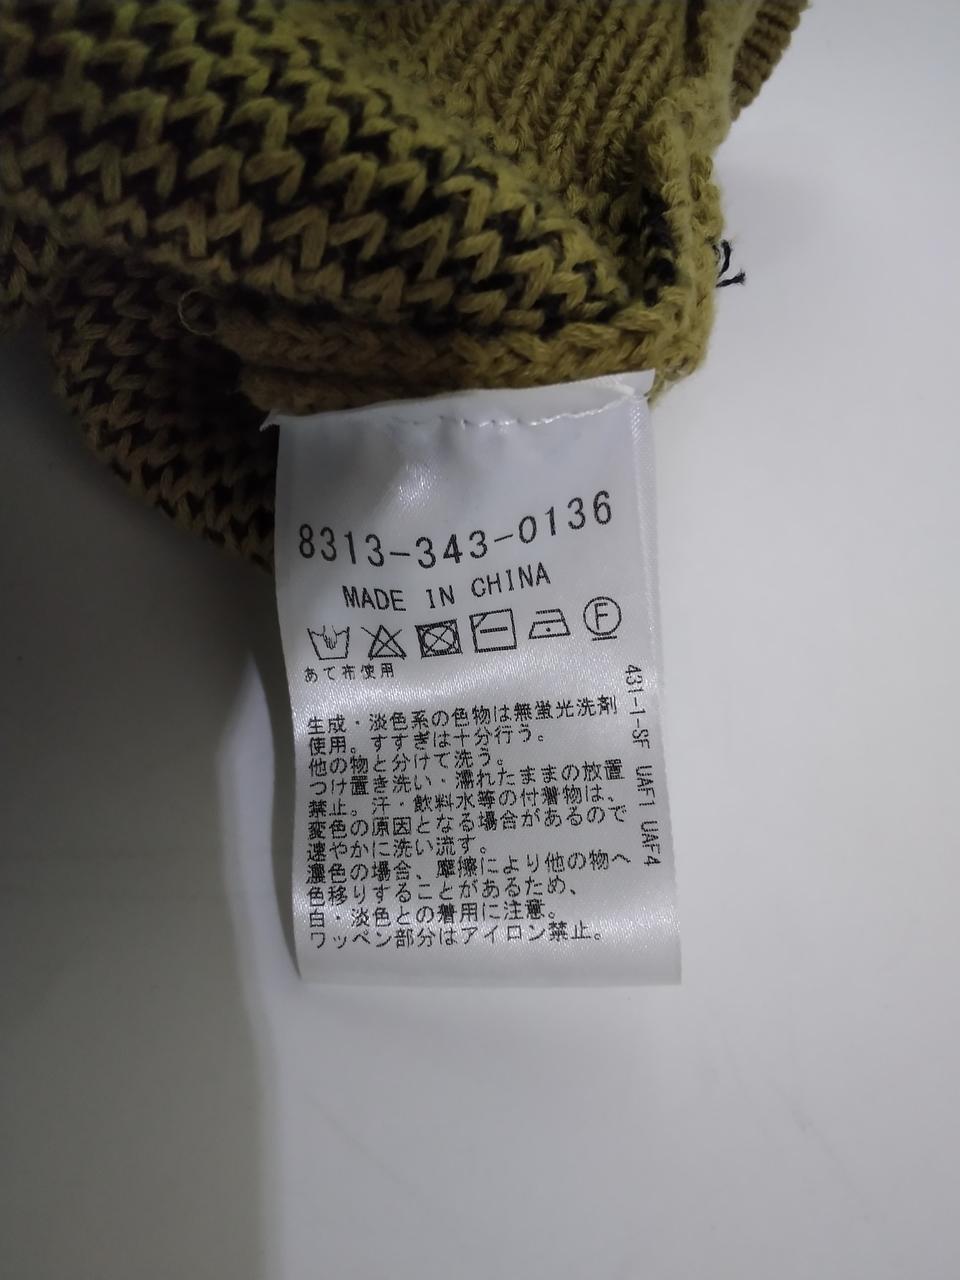 8313-343-0136
MADE IN CHINA
F
あて布使用
生成・淡色系の色物は無蛍光洗剤
使用。すすぎは十分行う。
他の物と分けて洗う。
つけ置き洗い・濡れたままの放置
禁止。汗・飲料水等の付着物は、
変色の原因となる場合があるので
速やかに洗い流す。
濃色の場合、摩擦により他の物へ
色移りすることがあるため、
白・淡色との着用に注意。
ワッペン部分はアイロン禁止。
431-1-SF UAF1 UAF4